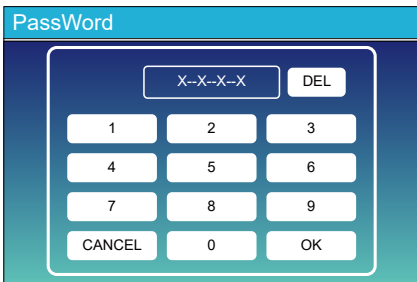 PassWord
X--X--X--X DEL
1 2 3
4 5 6
7 8 9
CANCEL 0 OK